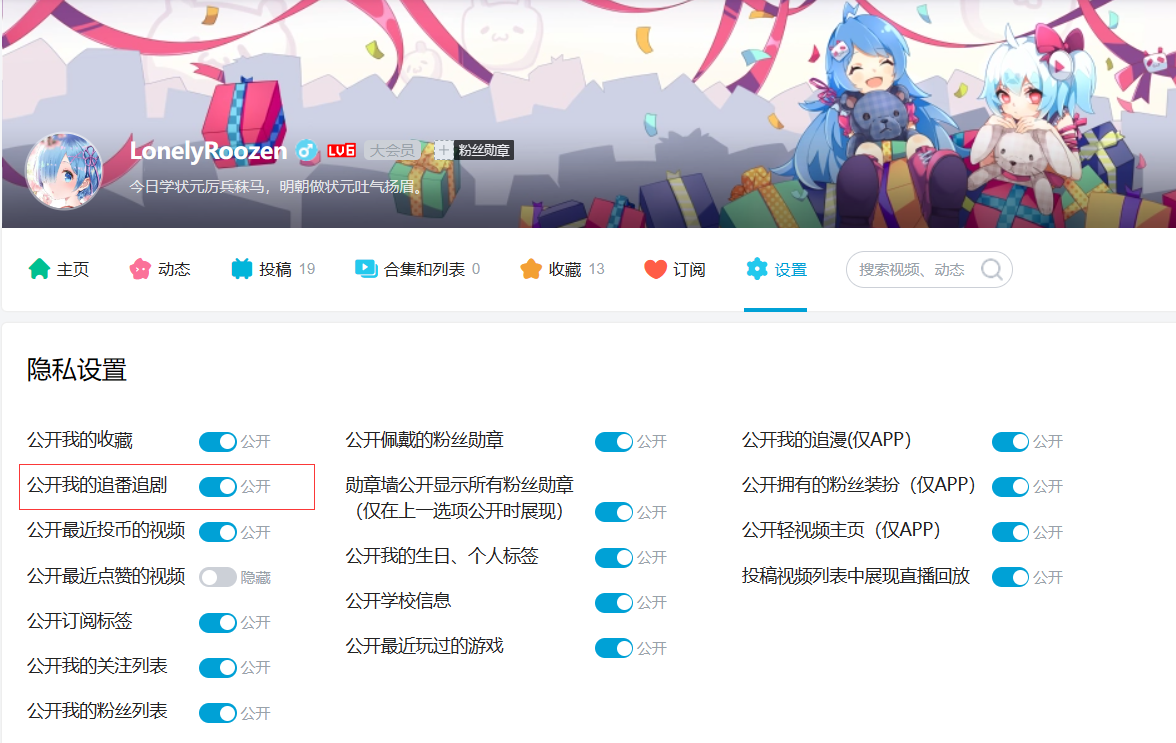 LonelyRoozen LV6 大会员 + 粉丝勋章
今日学状元厉兵秣马，明朝做状元吐气扬眉。
主页 动态 投稿 19 合集和列表 0 收藏 13 订阅 设置 搜索视频、动态
隐私设置
公开我的收藏 公开
公开我的追番追剧 公开
公开最近投币的视频 公开
公开最近点赞的视频 隐藏
公开订阅标签 公开
公开我的关注列表 公开
公开我的粉丝列表 公开
公开佩戴的粉丝勋章 公开
勋章墙公开显示所有粉丝勋章
（仅在上一选项公开时展现） 公开
公开我的生日、个人标签 公开
公开学校信息 公开
公开最近玩过的游戏 公开
公开我的追漫(仅APP) 公开
公开拥有的粉丝装扮（仅APP） 公开
公开轻视频主页（仅APP） 公开
投稿视频列表中展现直播回放 公开